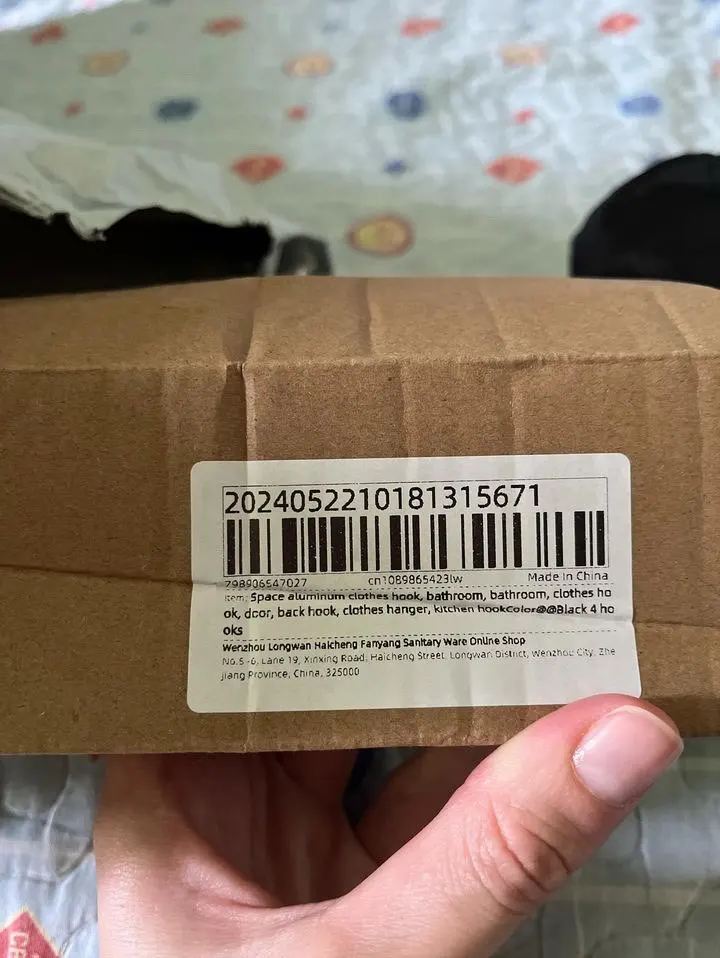 2024052210181315671
798906547027 cn1089865423lw Made In China
Item: Space aluminum clothes hook, bathroom, bathroom, clothes ho
ok, door, back hook, clothes hanger, kitchen hookColor@@Black 4 ho
oks
Wenzhou Longwan Haicheng Fanyang Sanitary Ware Online Shop
No.5 -6, Lane 19, Xinxing Road, Haicheng Street, Longwan District, Wenzhou City, Zhe
jiang Province, China, 325000